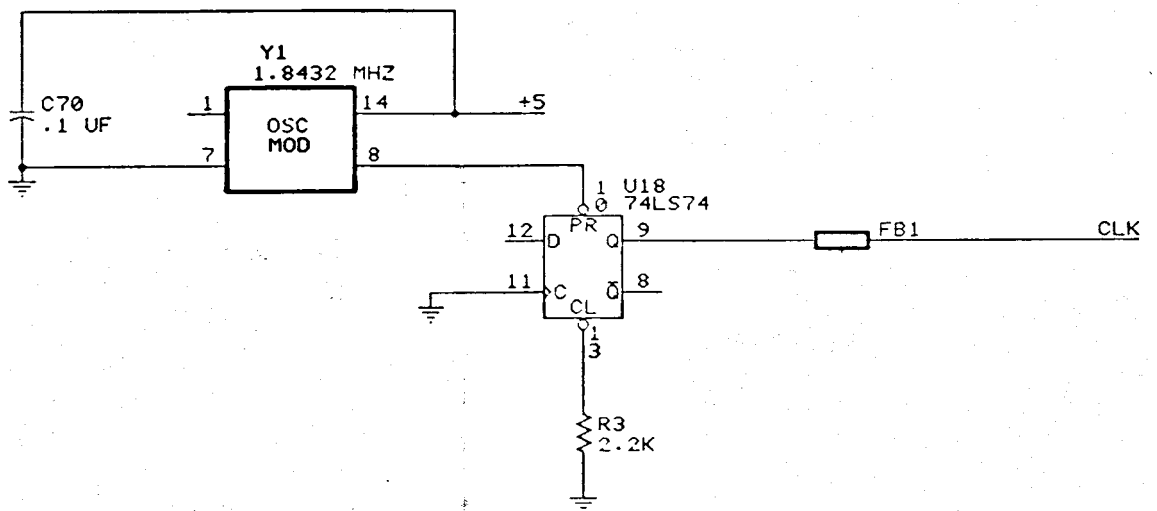 Y1
1.8432 MHZ
C70
.1 UF
1
14
+5
OSC
MOD
7
8
1
0
U18
74LS74
PR
12
D
Q
9
FB1
CLK
11
C
Q̅
8
CL
1
3
R3
2.2K